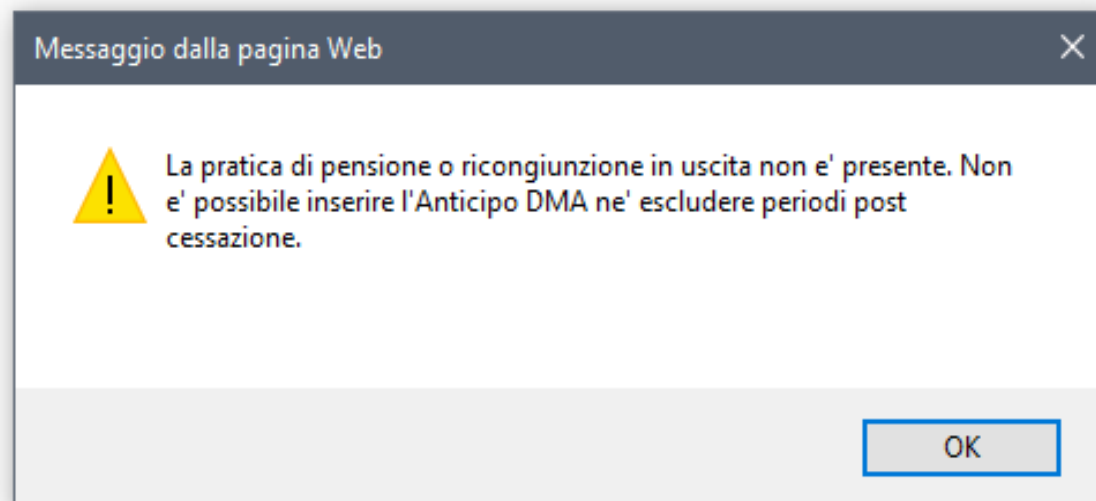 Messaggio dalla pagina Web
La pratica di pensione o ricongiunzione in uscita non e' presente. Non
e' possibile inserire l'Anticipo DMA ne' escludere periodi post
cessazione.
OK